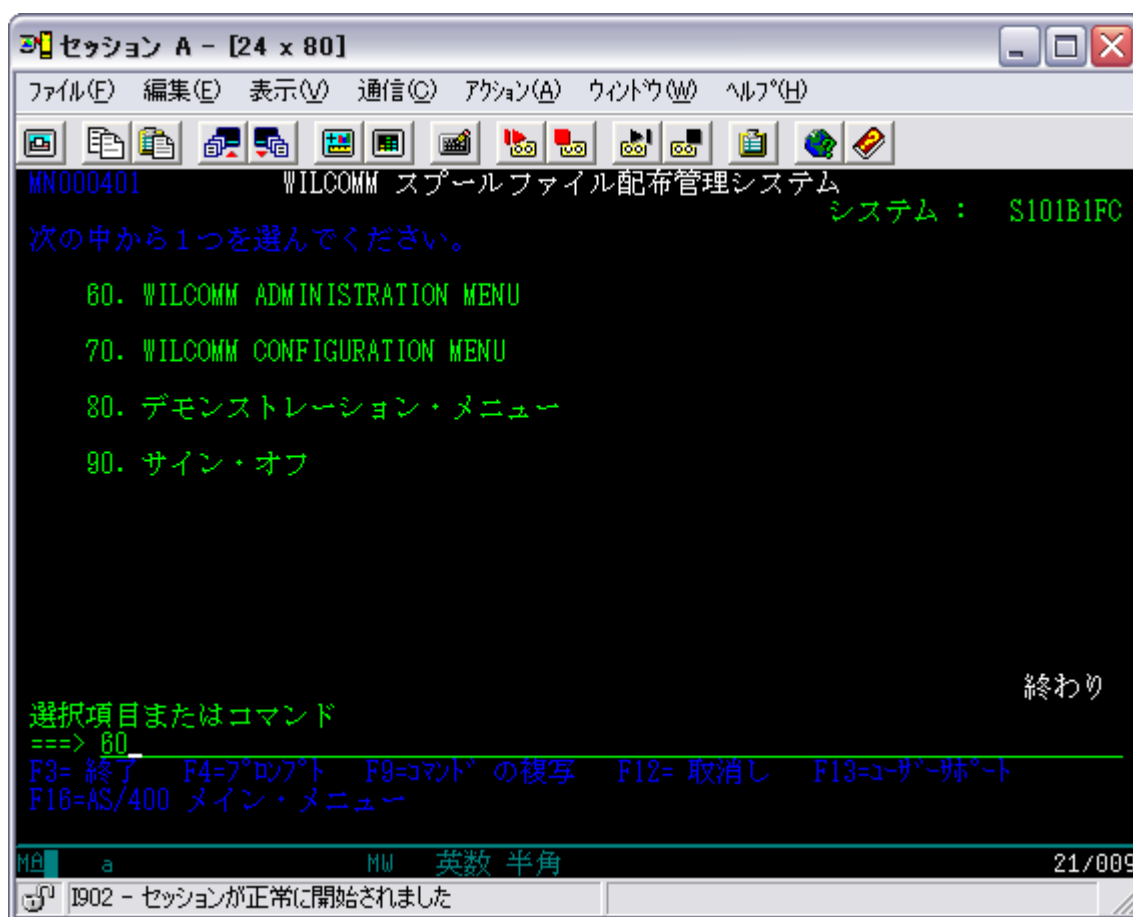 セッション A - [24 x 80]
ファイル(F) 編集(E) 表示(V) 通信(C) アクション(A) ウィンドウ(W) ヘルプ(H)
MN000401 WILCOMM スプールファイル配布管理システム
システム : S101B1FC
次の中から１つを選んでください。
60. WILCOMM ADMINISTRATION MENU
70. WILCOMM CONFIGURATION MENU
80. デモンストレーション・メニュー
90. サイン・オフ
終わり
選択項目またはコマンド
===> 60
F3= 終了 F4=ﾌﾟﾛﾝﾌﾟﾄ F9=ｺﾏﾝﾄﾞ の複写 F12= 取消し F13=ﾕｰｻﾞｰｻﾎﾟｰﾄ
F16=AS/400 メイン・メニュー
MA a MW 英数 半角 21/009
I902 - セッションが正常に開始されました